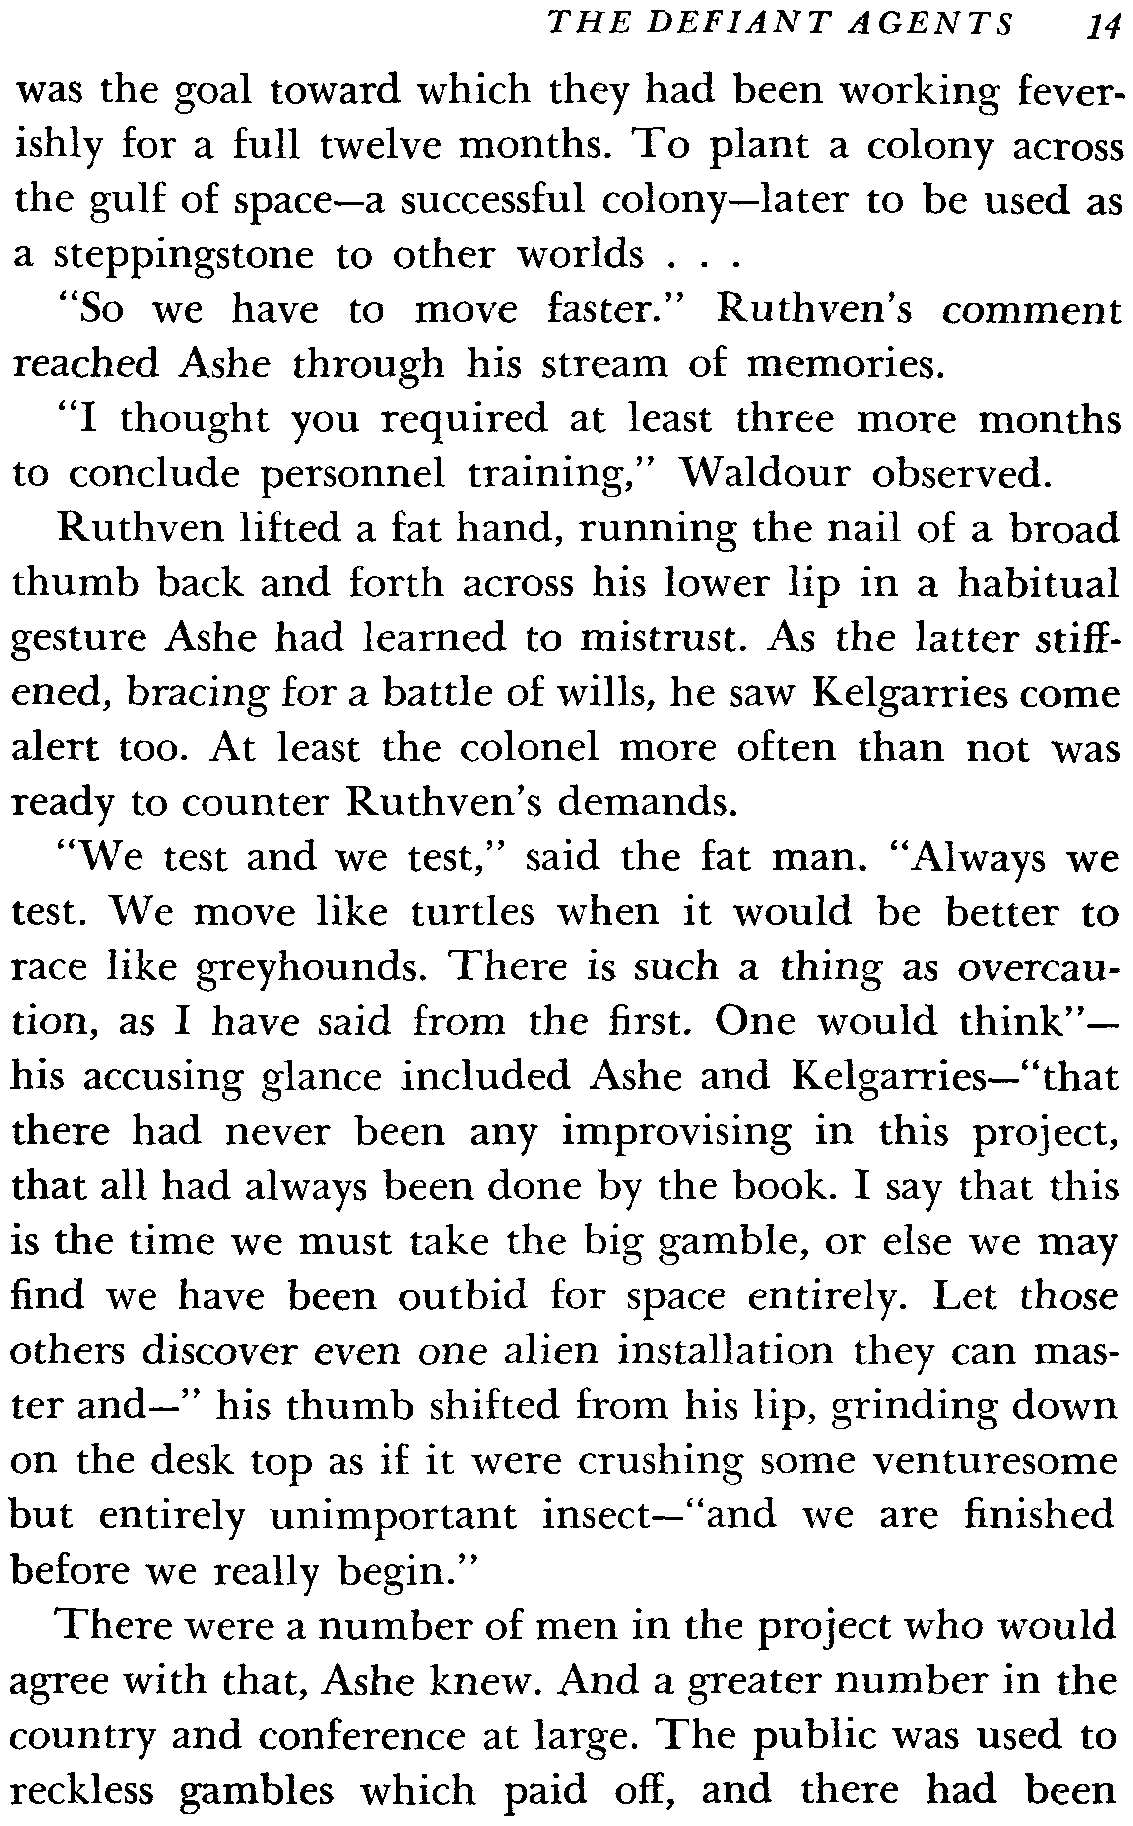 THE DEFIANT AGENTS 14
was the goal toward which they had been working fever-
ishly for a full twelve months. To plant a colony across
the gulf of space—a successful colony—later to be used as
a steppingstone to other worlds . . .
"So we have to move faster." Ruthven's comment
reached Ashe through his stream of memories.
"I thought you required at least three more months
to conclude personnel training," Waldour observed.
Ruthven lifted a fat hand, running the nail of a broad
thumb back and forth across his lower lip in a habitual
gesture Ashe had learned to mistrust. As the latter stiff-
ened, bracing for a battle of wills, he saw Kelgarries come
alert too. At least the colonel more often than not was
ready to counter Ruthven's demands.
"We test and we test," said the fat man. "Always we
test. We move like turtles when it would be better to
race like greyhounds. There is such a thing as overcau-
tion, as I have said from the first. One would think"—
his accusing glance included Ashe and Kelgarries—"that
there had never been any improvising in this project,
that all had always been done by the book. I say that this
is the time we must take the big gamble, or else we may
find we have been outbid for space entirely. Let those
others discover even one alien installation they can mas-
ter and—" his thumb shifted from his lip, grinding down
on the desk top as if it were crushing some venturesome
but entirely unimportant insect—"and we are finished
before we really begin."
There were a number of men in the project who would
agree with that, Ashe knew. And a greater number in the
country and conference at large. The public was used to
reckless gambles which paid off, and there had been